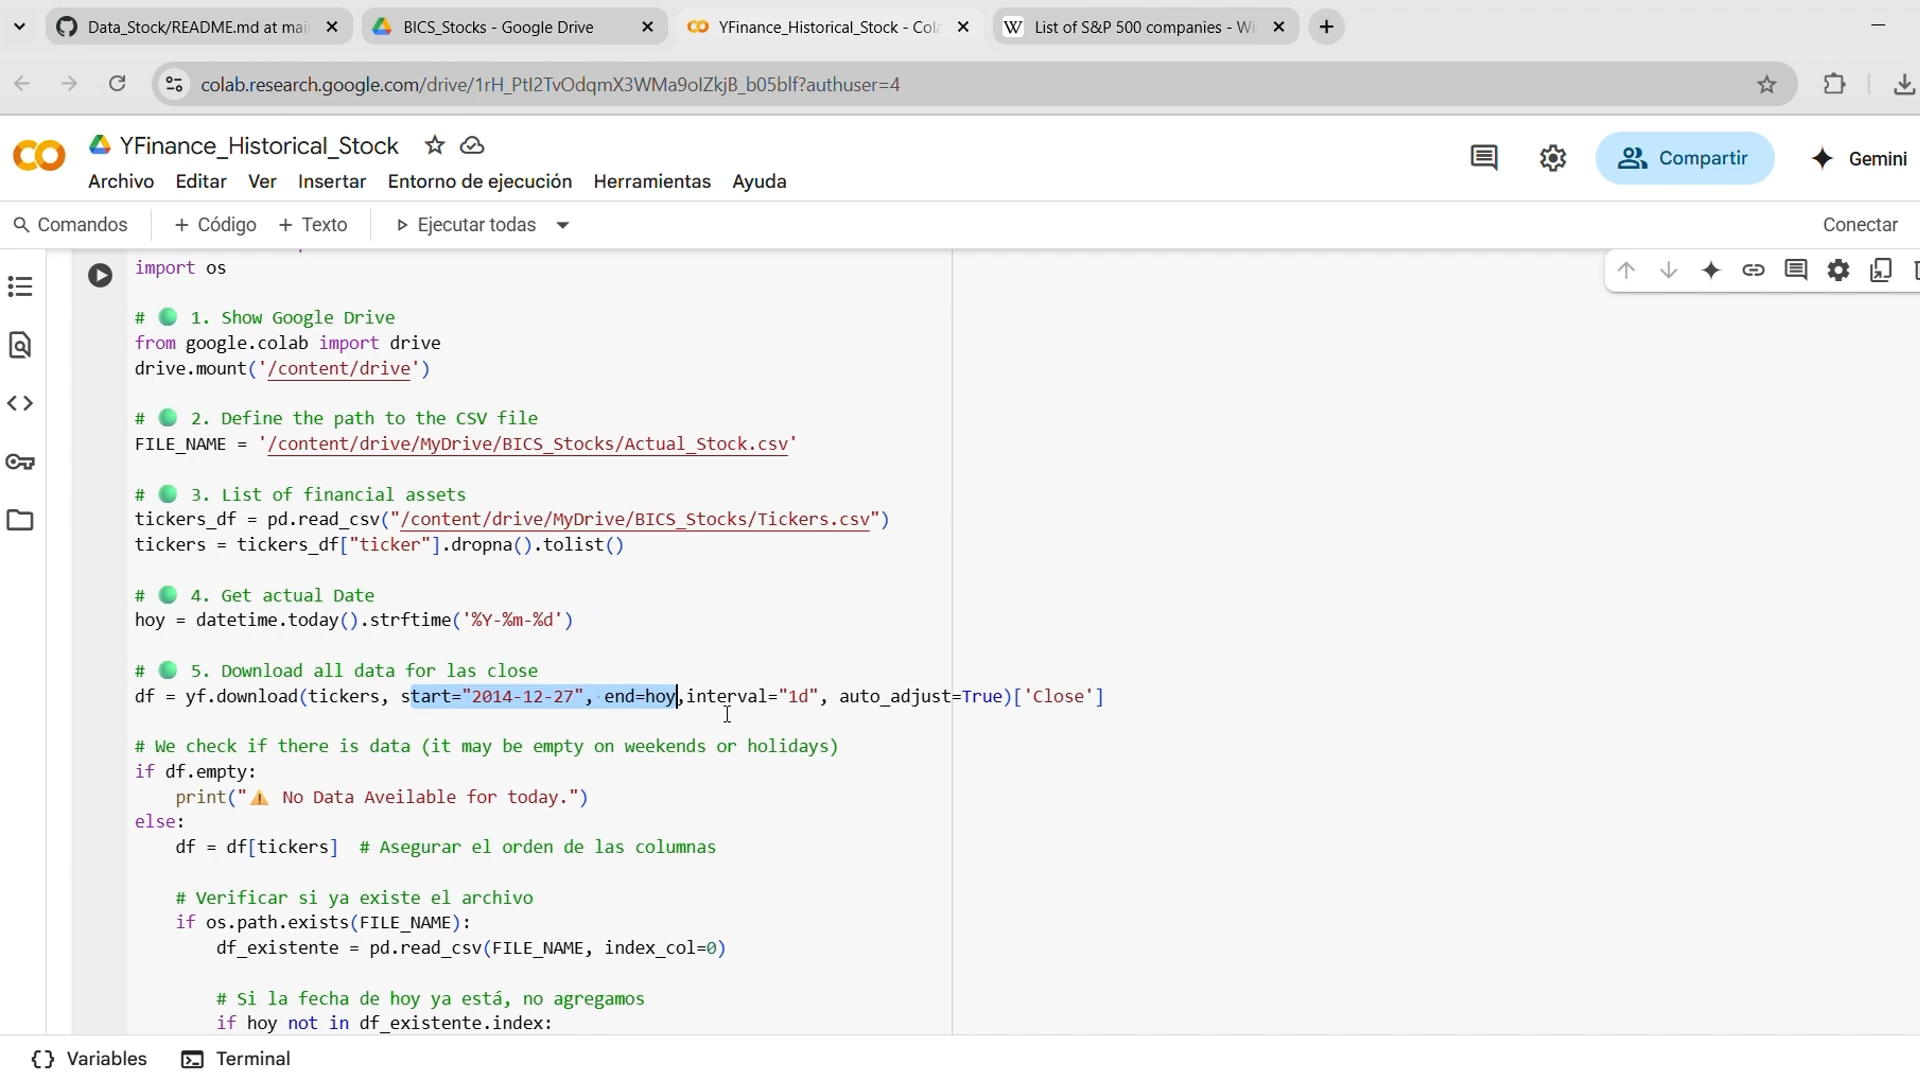 Data_Stock/README.md at mai
BICS_Stocks - Google Drive
YFinance_Historical_Stock - Cola
List of S&P 500 companies - Wi
colab.research.google.com/drive/1rH_PtI2TvOdqmX3WMa9oIZkjB_b05blf?authuser=4
YFinance_Historical_Stock
Compartir
Gemini
Archivo Editar Ver Insertar Entorno de ejecución Herramientas Ayuda
Comandos + Código + Texto Ejecutar todas Conectar
import os
# 🟢 1. Show Google Drive
from google.colab import drive
drive.mount('/content/drive')
# 🟢 2. Define the path to the CSV file
FILE_NAME = '/content/drive/MyDrive/BICS_Stocks/Actual_Stock.csv'
# 🟢 3. List of financial assets
tickers_df = pd.read_csv("/content/drive/MyDrive/BICS_Stocks/Tickers.csv")
tickers = tickers_df["ticker"].dropna().tolist()
# 🟢 4. Get actual Date
hoy = datetime.today().strftime('%Y-%m-%d')
# 🟢 5. Download all data for las close
df = yf.download(tickers, start="2014-12-27", end=hoy,interval="1d", auto_adjust=True)['Close']
# We check if there is data (it may be empty on weekends or holidays)
if df.empty:
    print("⚠️ No Data Aveilable for today.")
else:
    df = df[tickers]  # Asegurar el orden de las columnas
    # Verificar si ya existe el archivo
    if os.path.exists(FILE_NAME):
        df_existente = pd.read_csv(FILE_NAME, index_col=0)
        # Si la fecha de hoy ya está, no agregamos
        if hoy not in df_existente.index:
{} Variables Terminal